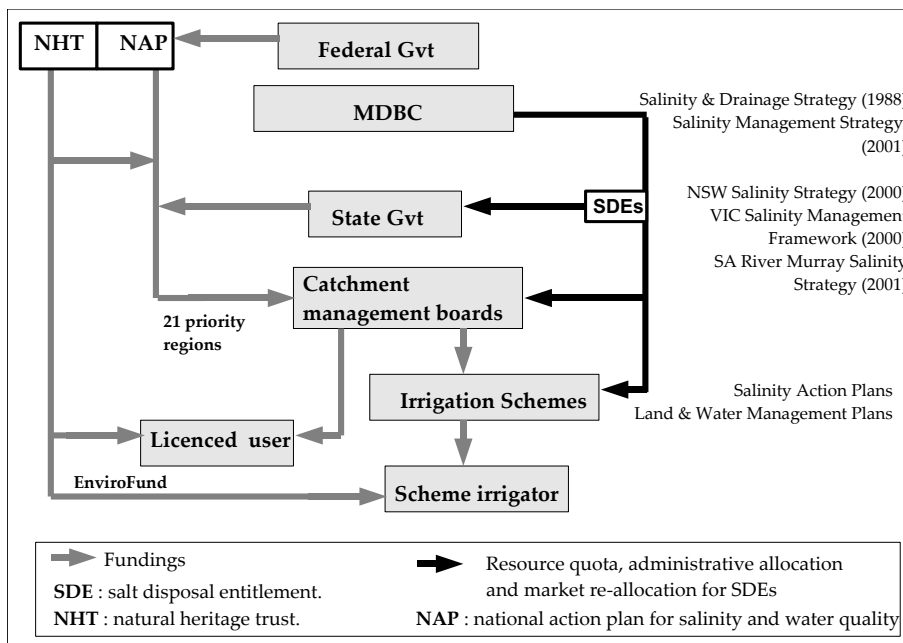 NHT NAP
Federal Gvt
MDBC
Salinity & Drainage Strategy (1988)
Salinity Management Strategy
(2001)
NSW Salinity Strategy (2000)
VIC Salinity Management
Framework (2000)
SA River Murray Salinity
Strategy (2001)
SDEs
State Gvt
Catchment
management boards
21 priority
regions
Irrigation Schemes
Salinity Action Plans
Land & Water Management Plans
Licenced user
EnviroFund
Scheme irrigator
Fundings
SDE : salt disposal entitlement.
NHT : natural heritage trust.
Resource quota, administrative allocation
and market re-allocation for SDEs
NAP : national action plan for salinity and water quality